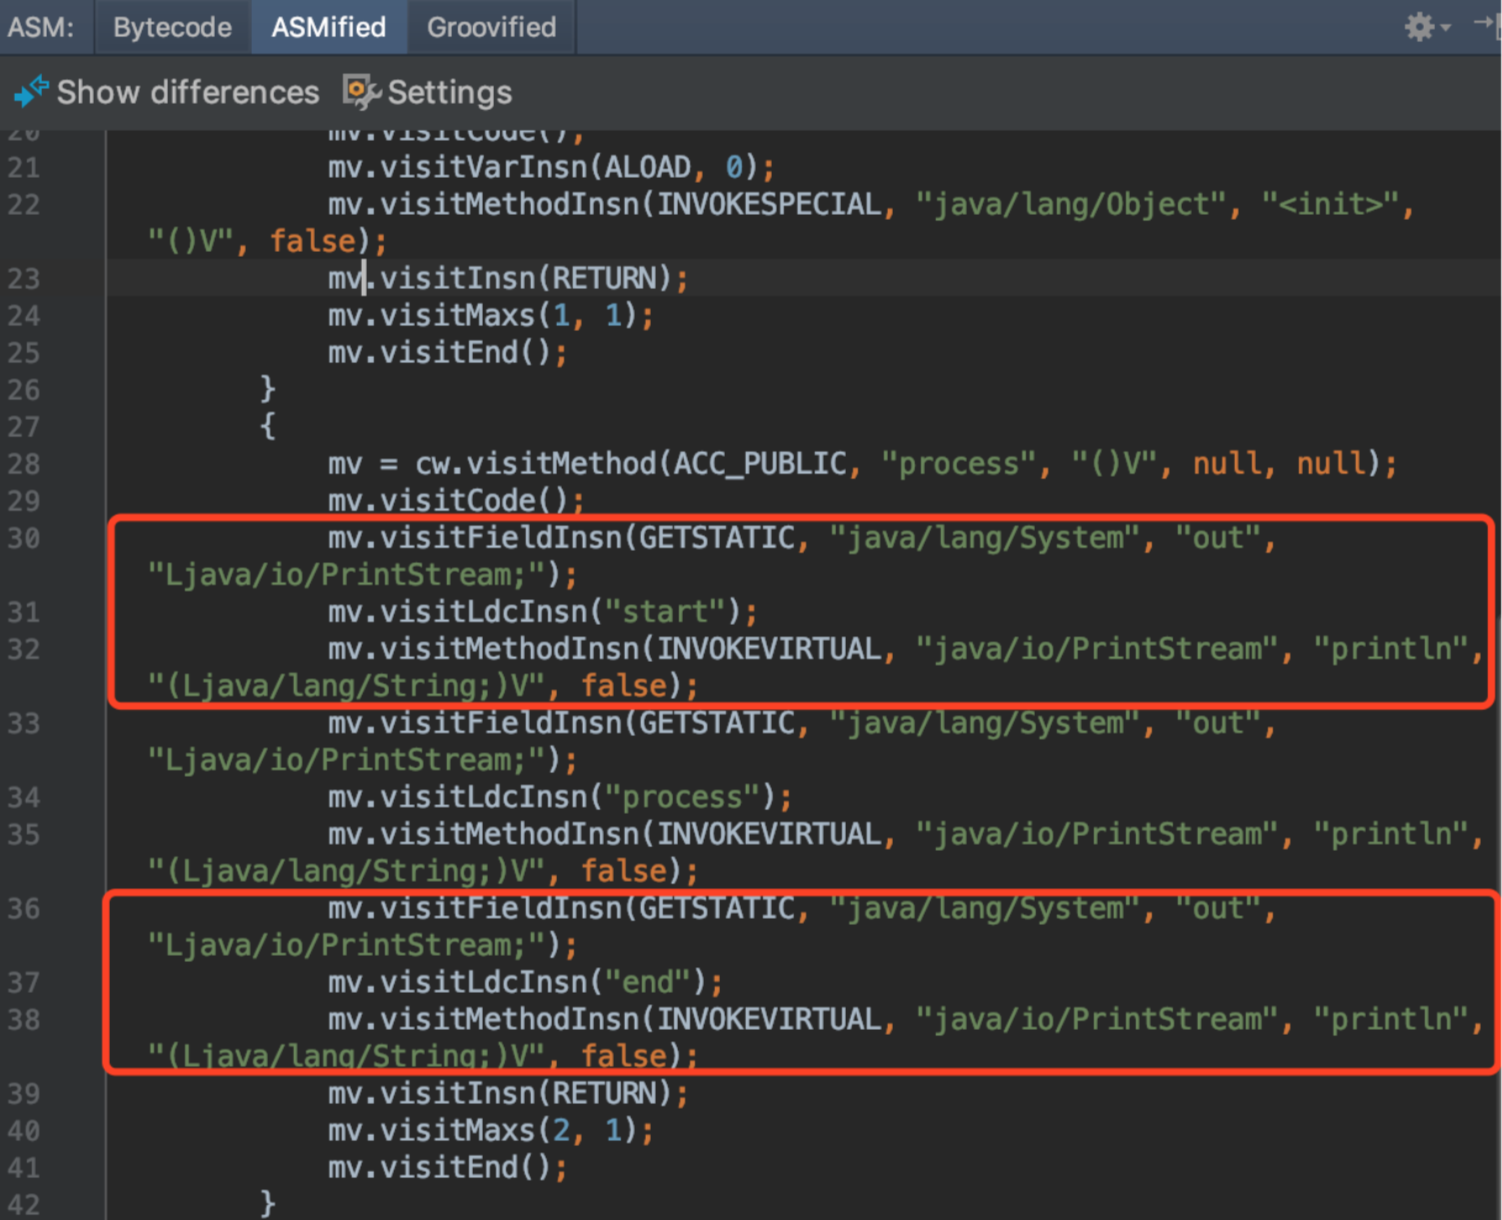 ASM: Bytecode ASMified Groovified
Show differences Settings
20 mv.visitCode();
21 mv.visitVarInsn(ALOAD, 0);
22 mv.visitMethodInsn(INVOKESPECIAL, "java/lang/Object", "<init>",
"()V", false);
23 mv.visitInsn(RETURN);
24 mv.visitMaxs(1, 1);
25 mv.visitEnd();
26 }
27 {
28 mv = cw.visitMethod(ACC_PUBLIC, "process", "()V", null, null);
29 mv.visitCode();
30 mv.visitFieldInsn(GETSTATIC, "java/lang/System", "out",
"Ljava/io/PrintStream;");
31 mv.visitLdcInsn("start");
32 mv.visitMethodInsn(INVOKEVIRTUAL, "java/io/PrintStream", "println",
"(Ljava/lang/String;)V", false);
33 mv.visitFieldInsn(GETSTATIC, "java/lang/System", "out",
"Ljava/io/PrintStream;");
34 mv.visitLdcInsn("process");
35 mv.visitMethodInsn(INVOKEVIRTUAL, "java/io/PrintStream", "println",
"(Ljava/lang/String;)V", false);
36 mv.visitFieldInsn(GETSTATIC, "java/lang/System", "out",
"Ljava/io/PrintStream;");
37 mv.visitLdcInsn("end");
38 mv.visitMethodInsn(INVOKEVIRTUAL, "java/io/PrintStream", "println",
"(Ljava/lang/String;)V", false);
39 mv.visitInsn(RETURN);
40 mv.visitMaxs(2, 1);
41 mv.visitEnd();
42 }